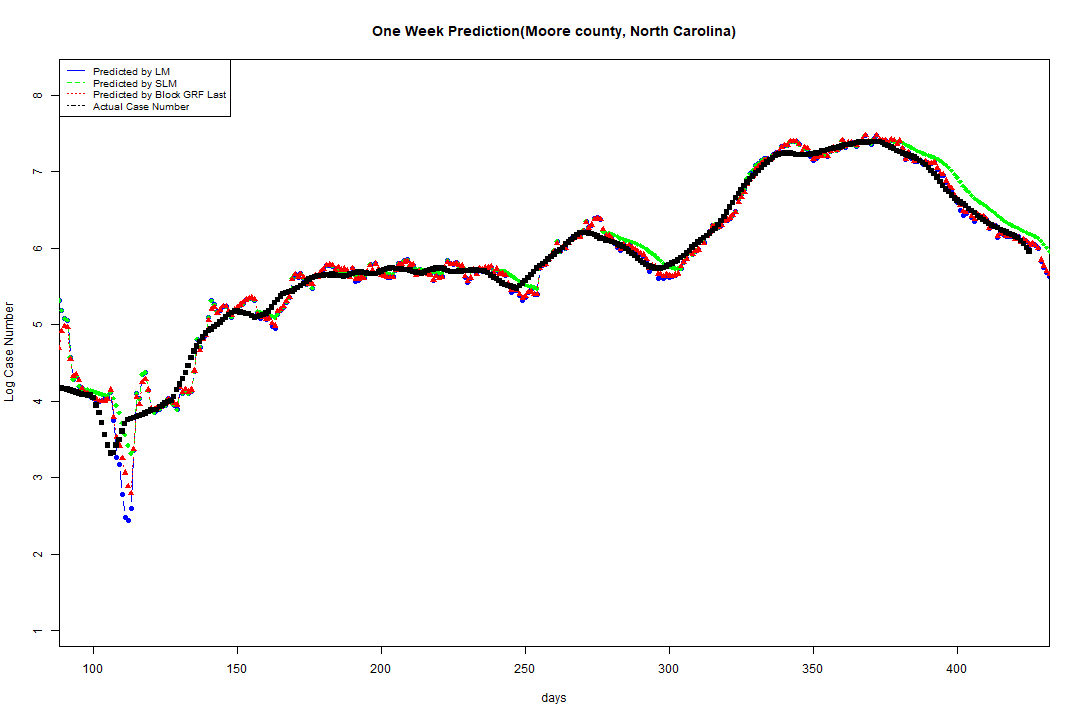 One Week Prediction(Moore county, North Carolina)
Predicted by LM
Predicted by SLM
Predicted by Block GRF Last
Actual Case Number
Log Case Number
8
7
6
5
4
3
2
1
100 150 200 250 300 350 400
days